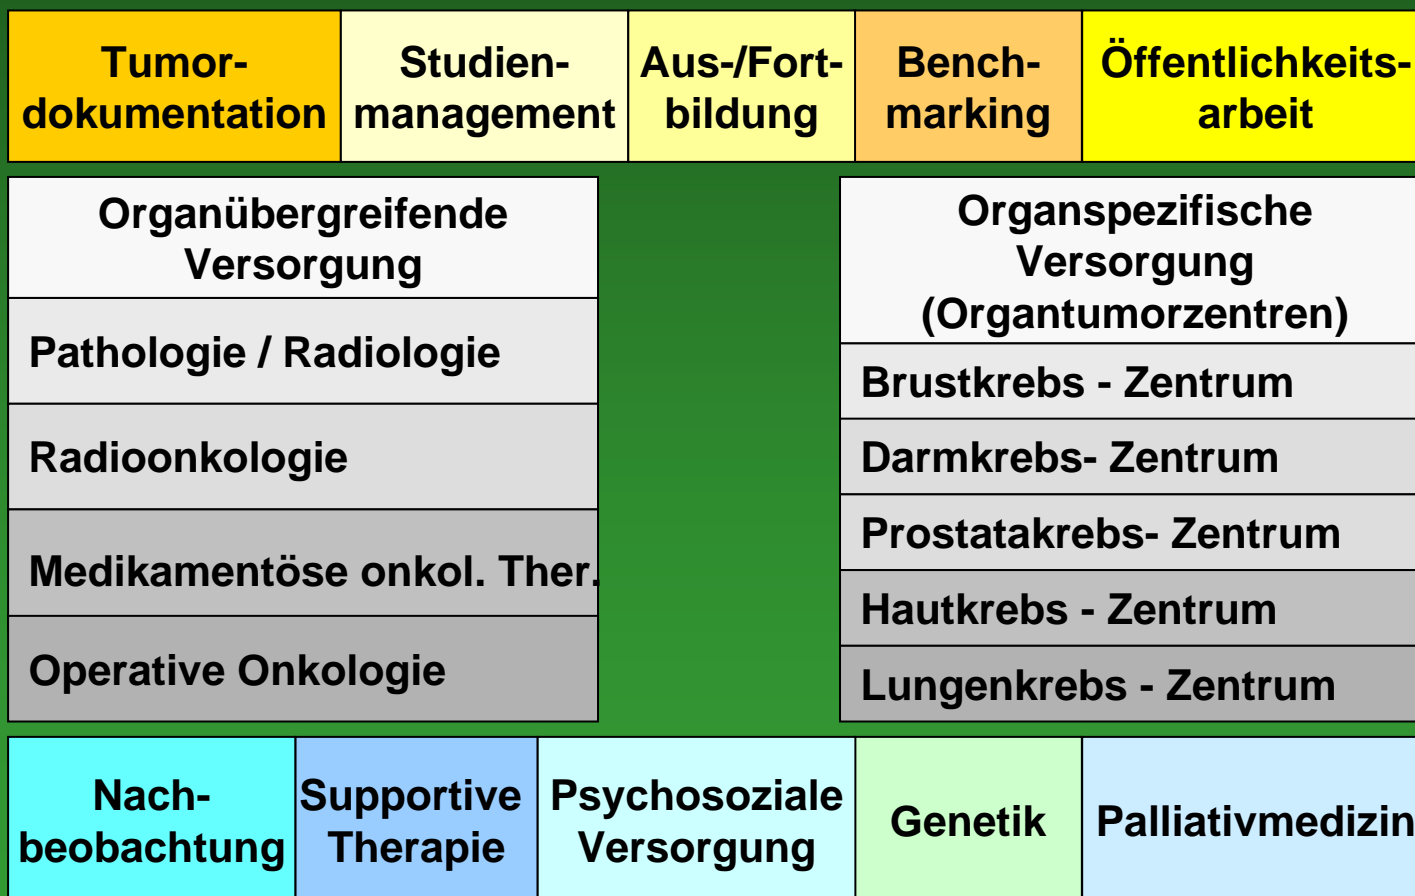 Tumor-
dokumentation
Studien-
management
Aus-/Fort-
bildung
Bench-
marking
Öffentlichkeits-
arbeit
Organübergreifende
Versorgung
Pathologie / Radiologie
Radioonkologie
Medikamentöse onkol. Ther.
Operative Onkologie
Organspezifische
Versorgung
(Organtumorzentren)
Brustkrebs - Zentrum
Darmkrebs- Zentrum
Prostatakrebs- Zentrum
Hautkrebs - Zentrum
Lungenkrebs - Zentrum
Nach-
beobachtung
Supportive
Therapie
Psychosoziale
Versorgung
Genetik
Palliativmedizin